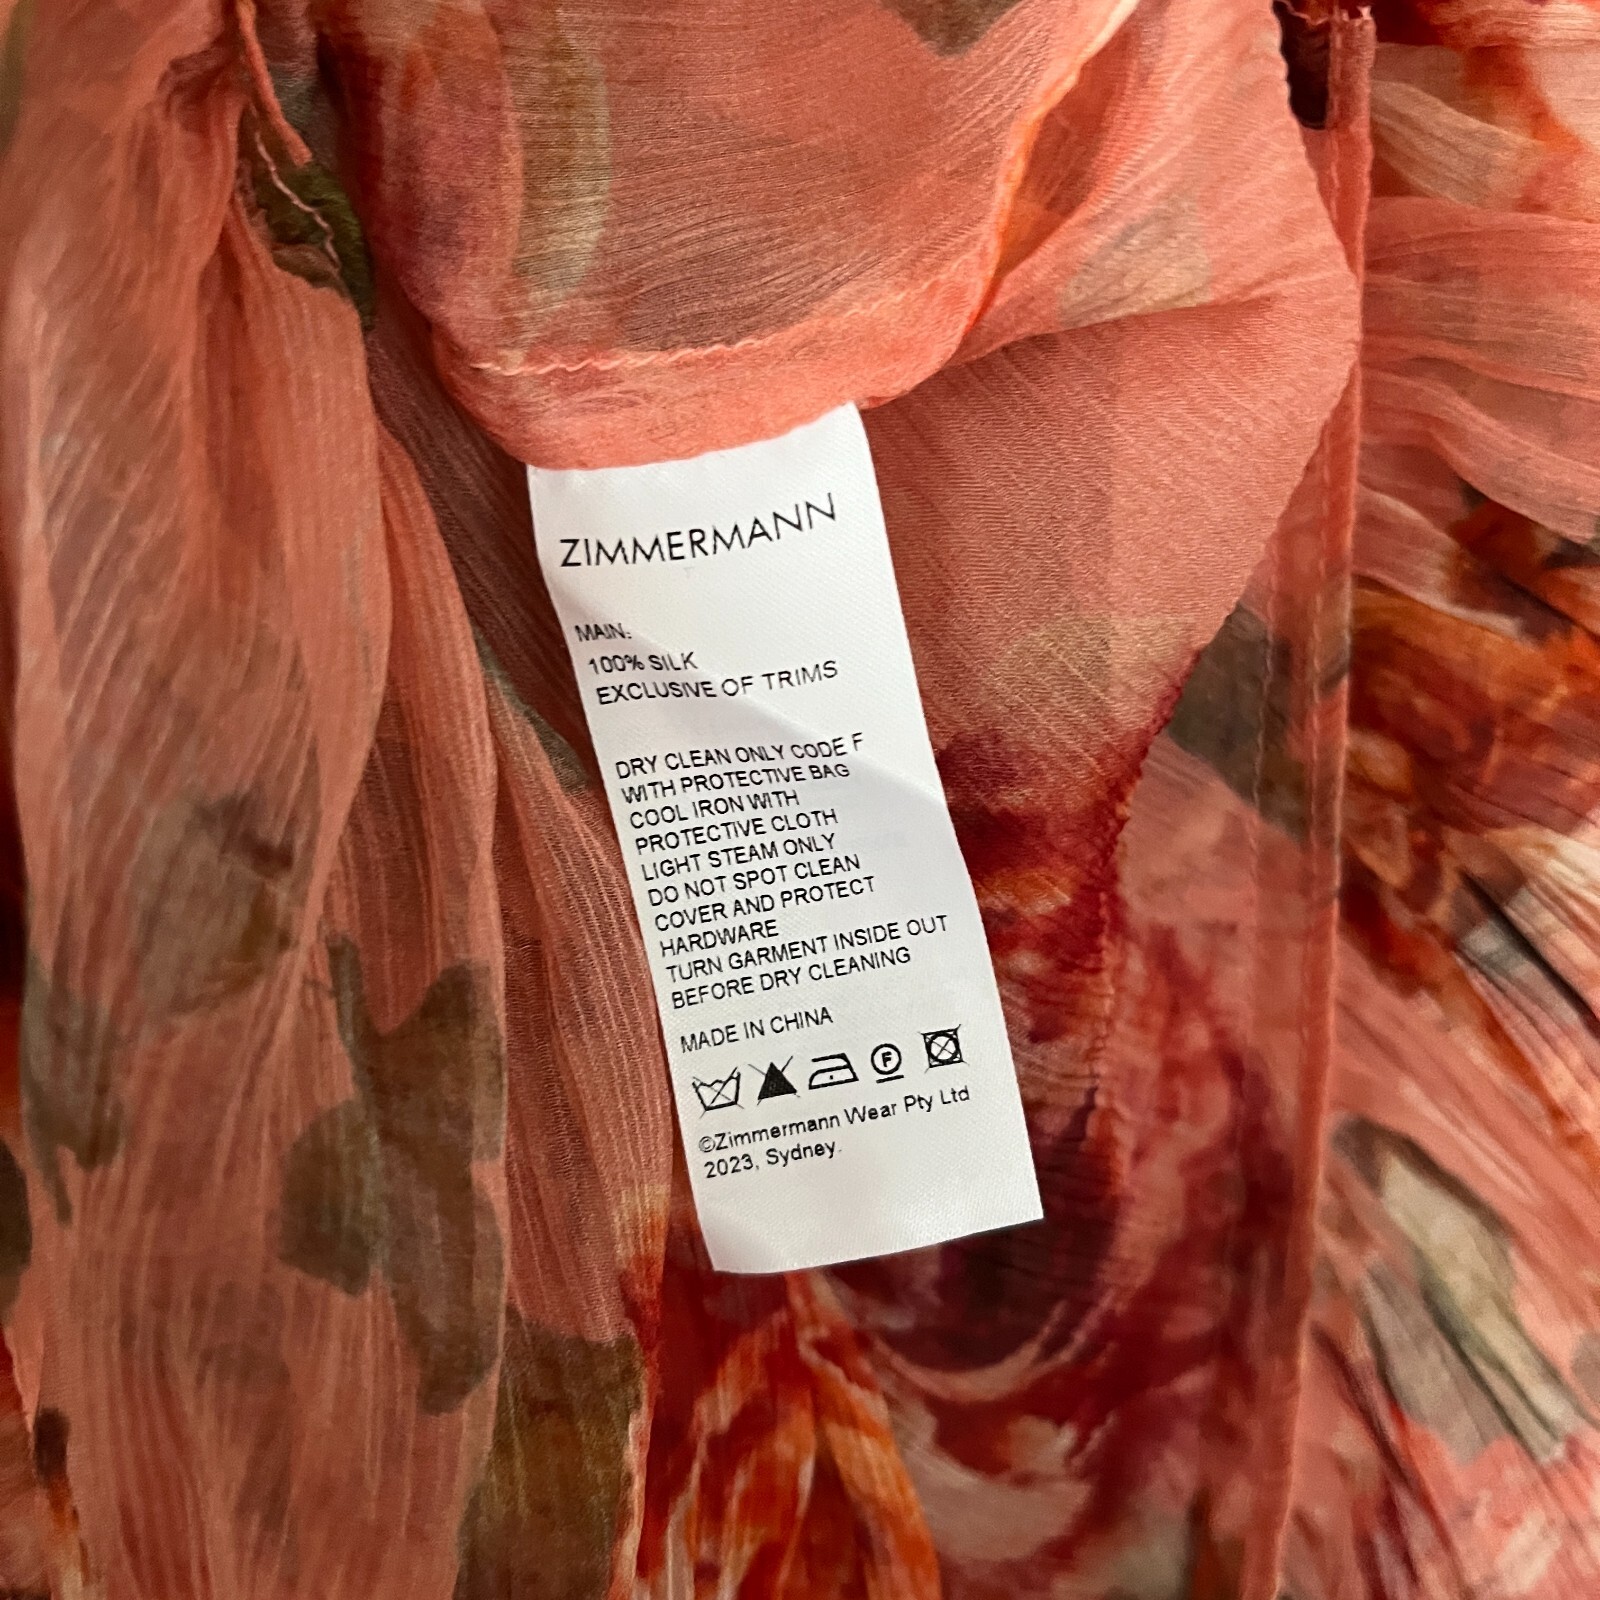 ZIMMERMANN
MAIN:
100% SILK
EXCLUSIVE OF TRIMS
DRY CLEAN ONLY CODE F
WITH PROTECTIVE BAG
COOL IRON WITH
PROTECTIVE CLOTH
LIGHT STEAM ONLY
DO NOT SPOT CLEAN
COVER AND PROTECT
HARDWARE
TURN GARMENT INSIDE OUT
BEFORE DRY CLEANING
MADE IN CHINA
F
©Zimmermann Wear Pty Ltd
2023, Sydney.